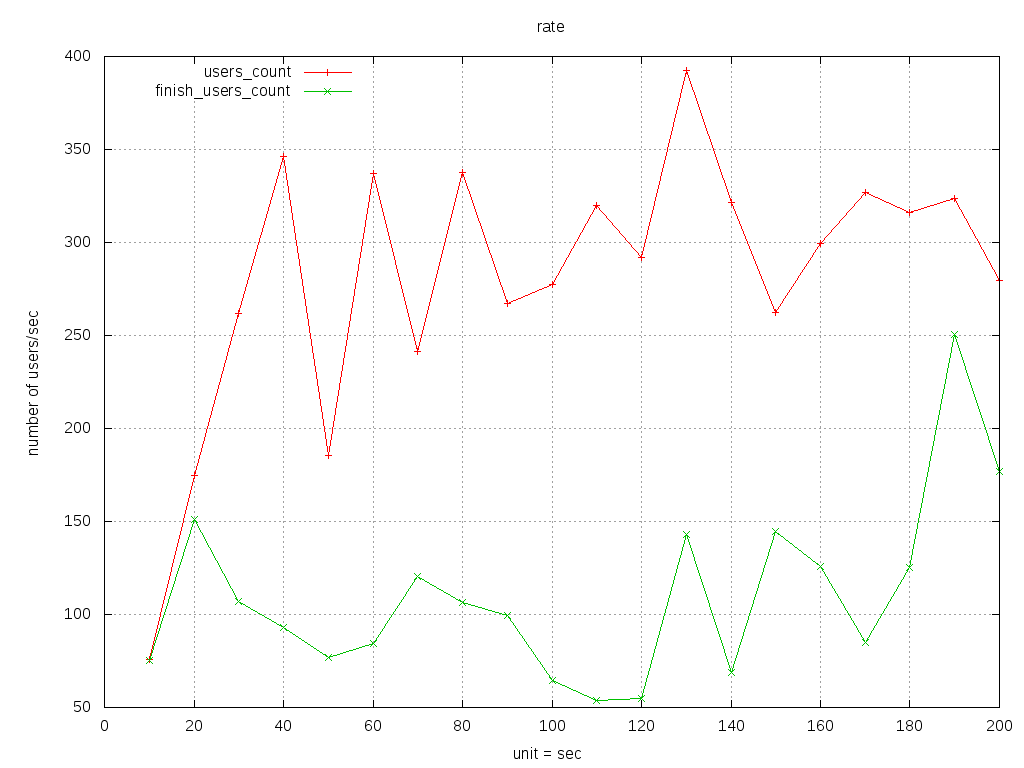 rate
users_count
finish_users_count
400
350
300
250
200
150
100
50
number of users/sec
0 20 40 60 80 100 120 140 160 180 200
unit = sec